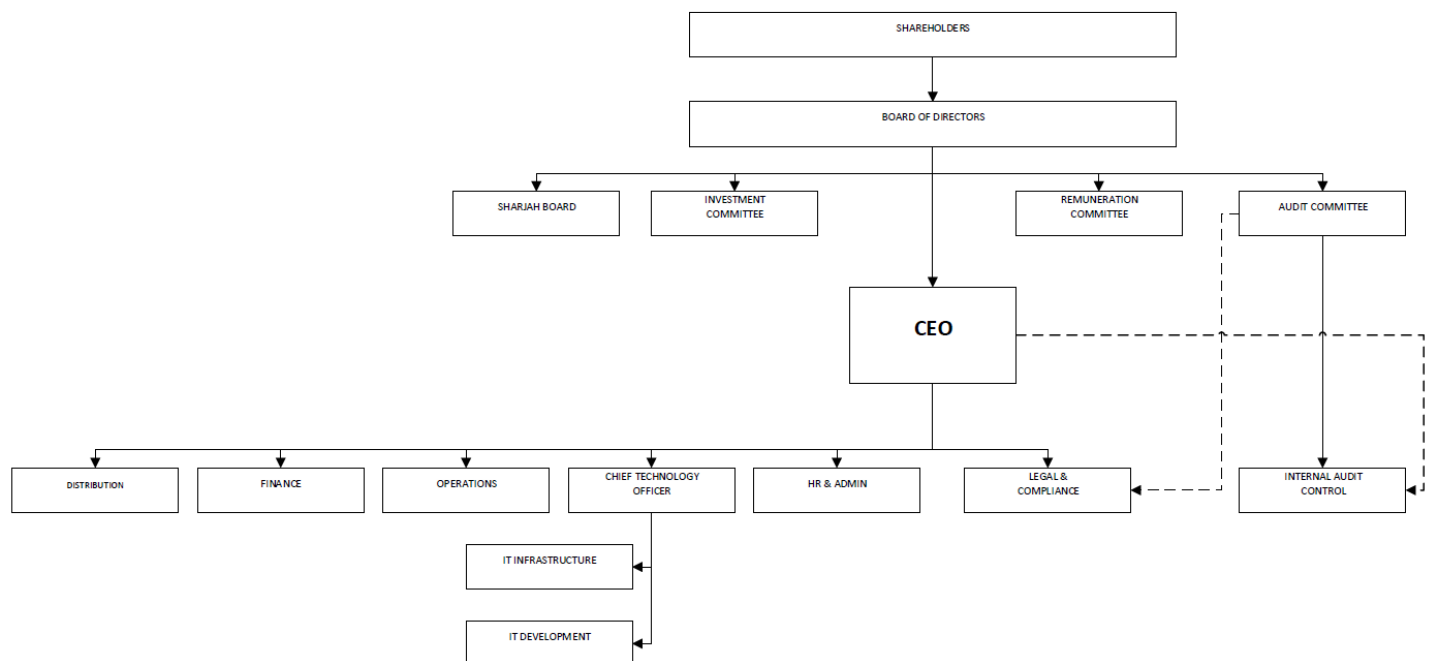 SHAREHOLDERS
BOARD OF DIRECTORS
SHARJAH BOARD
INVESTMENT
COMMITTEE
REMUNERATION
COMMITTEE
AUDIT COMMITTEE
CEO
DISTRIBUTION
FINANCE
OPERATIONS
CHIEF TECHNOLOGY
OFFICER
HR & ADMIN
LEGAL &
COMPLIANCE
INTERNAL AUDIT
CONTROL
IT INFRASTRUCTURE
IT DEVELOPMENT